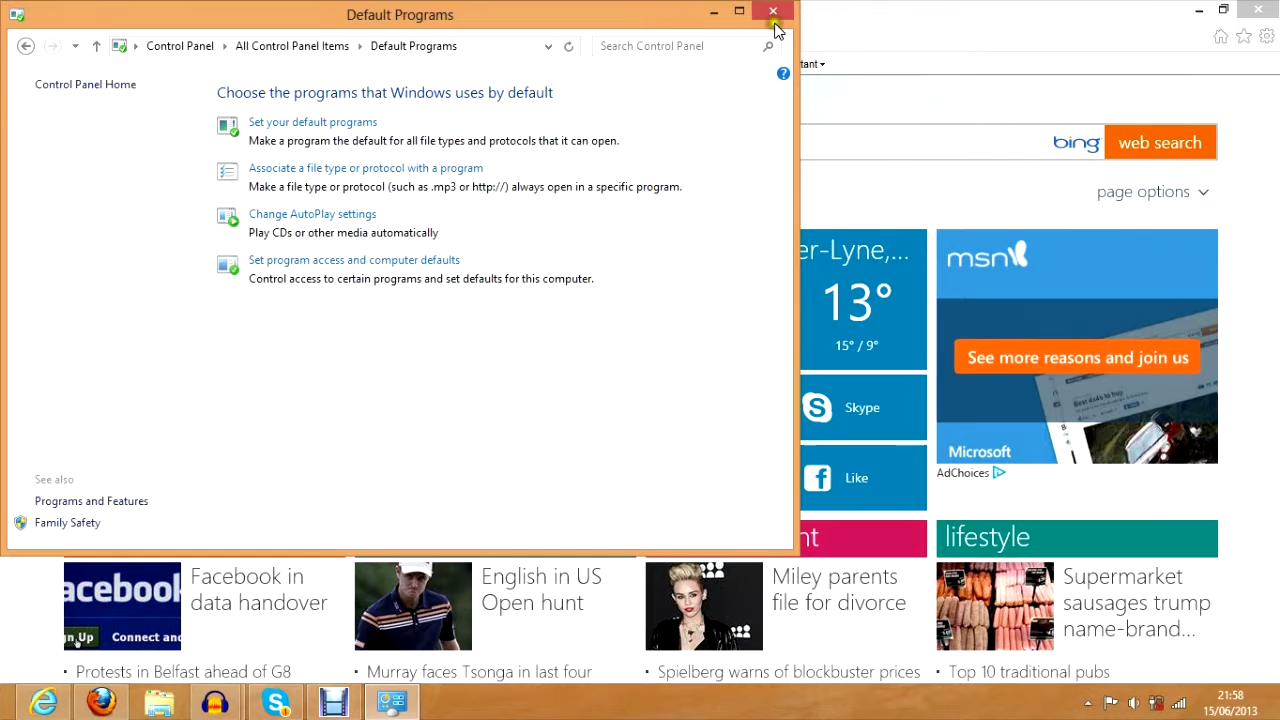 Default Programs
Control Panel
All Control Panel Items
Default Programs
Search Control Panel
tant
Control Panel Home
Choose the programs that Windows uses by default
Set your default programs
Make a program the default for all file types and protocols that it can open.
Associate a file type or protocol with a program
Make a file type or protocol (such as .mp3 or http://) always open in a specific program.
Change AutoPlay settings
Play CDs or other media automatically
Set program access and computer defaults
Control access to certain programs and set defaults for this computer.
See also
Programs and Features
Family Safety
bing
web search
page options
er-Lyne,...
13°
15° / 9°
Skype
Like
msn
See more reasons and join us
Microsoft
AdChoices
nt
lifestyle
acebook
gn Up
Connect and
Facebook in
data handover
English in US
Open hunt
Miley parents
file for divorce
Supermarket
sausages trump
name-brand...
Protests in Belfast ahead of G8
Murray faces Tsonga in last four
Spielberg warns of blockbuster prices
Top 10 traditional pubs
21:58
15/06/2013